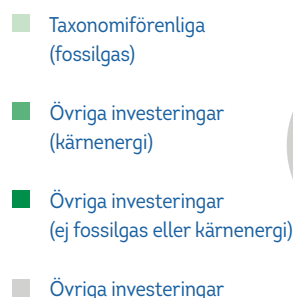 Taxonomiförenliga
(fossilgas)
Övriga investeringar
(kärnenergi)
Övriga investeringar
(ej fossilgas eller kärnenergi)
Övriga investeringar